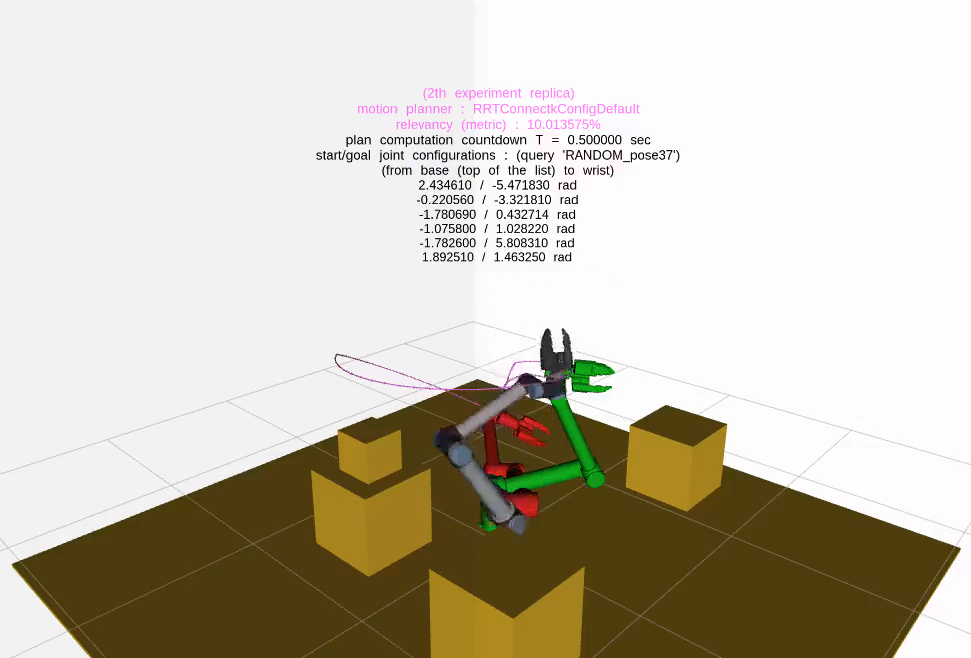 (2th experiment replica)
motion planner : RRTConnectkConfigDefault
relevancy (metric) : 10.013575%
plan computation countdown T = 0.500000 sec
start/goal joint configurations : (query 'RANDOM_pose37')
(from base (top of the list) to wrist)
2.434610 / -5.471830 rad
-0.220560 / -3.321810 rad
-1.780690 / 0.432714 rad
-1.075800 / 1.028220 rad
-1.782600 / 5.808310 rad
1.892510 / 1.463250 rad